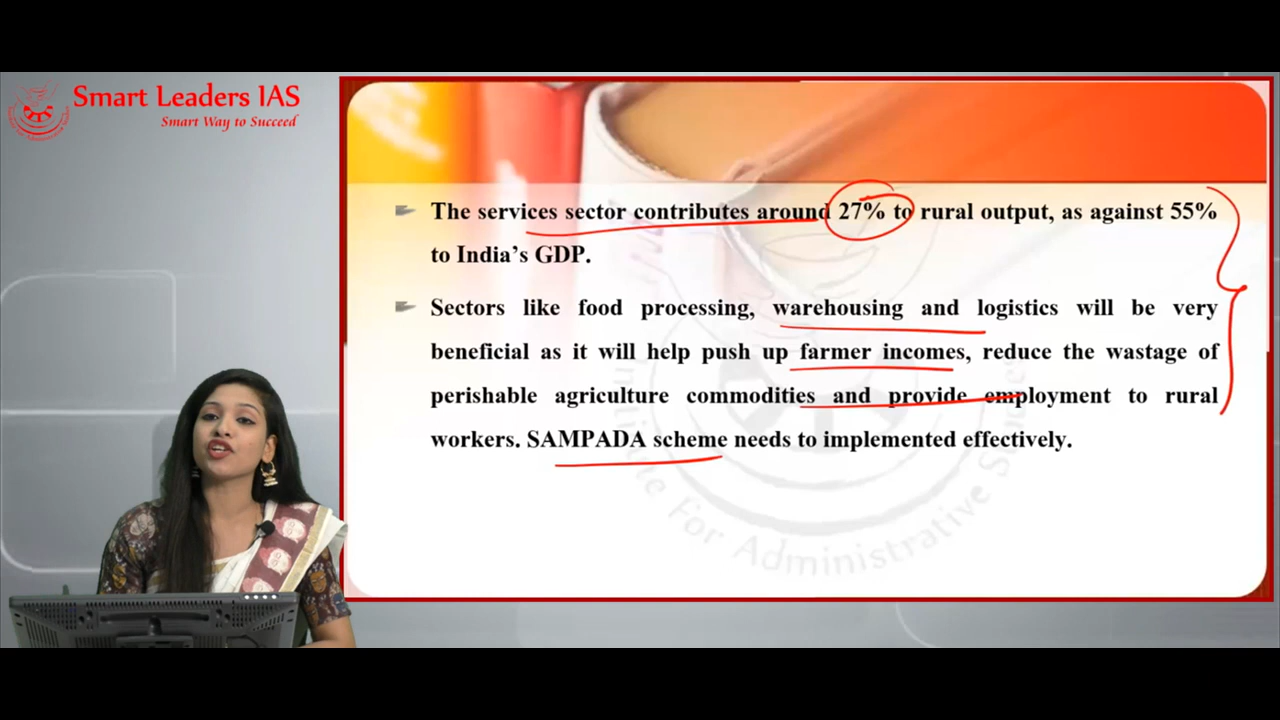 Smart Leaders IAS
Smart Way to Succeed
The services sector contributes around 27% to rural output, as against 55%
to India’s GDP.
Sectors like food processing, warehousing and logistics will be very
beneficial as it will help push up farmer incomes, reduce the wastage of
perishable agriculture commodities and provide employment to rural
workers. SAMPADA scheme needs to implemented effectively.
For Administrative